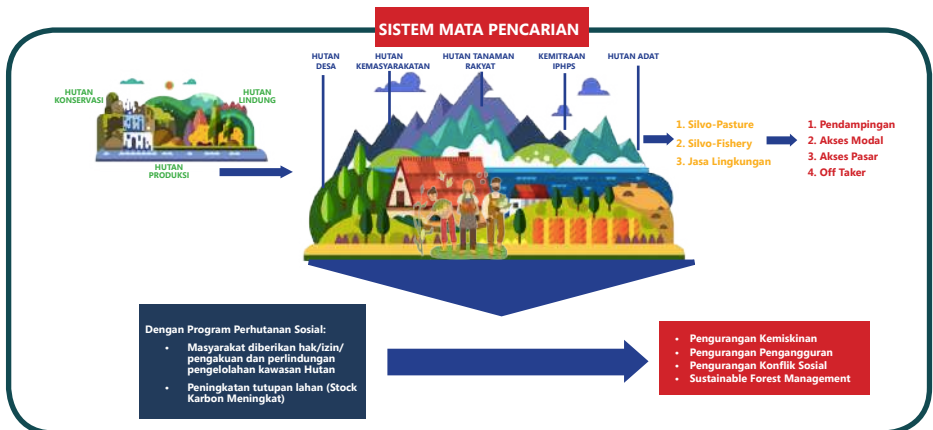 SISTEM MATA PENCARIAN
HUTAN
DESA
HUTAN
KEMASYARAKATAN
HUTAN TANAMAN
RAKYAT
KEMITRAAN
IPHPS
HUTAN ADAT
HUTAN
KONSERVASI
HUTAN
LINDUNG
HUTAN
PRODUKSI
1. Silvo-Pasture
2. Silvo-Fishery
3. Jasa Lingkungan
1. Pendampingan
2. Akses Modal
3. Akses Pasar
4. Off Taker
Dengan Program Perhutanan Sosial:
• Masyarakat diberikan hak/izin/
pengakuan dan perlindungan
pengelolahan kawasan Hutan
• Peningkatan tutupan lahan (Stock
Karbon Meningkat)
• Pengurangan Kemiskinan
• Pengurangan Pengangguran
• Pengurangan Konflik Sosial
• Sustainable Forest Management